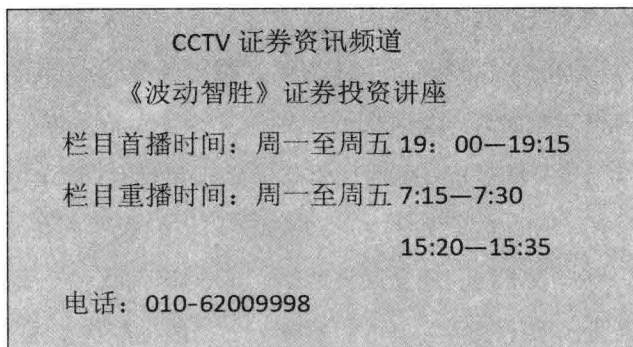 CCTV 证券资讯频道
《波动智胜》证券投资讲座
栏目首播时间：周一至周五 19：00—19:15
栏目重播时间：周一至周五 7:15—7:30
15:20—15:35
电话：010-62009998